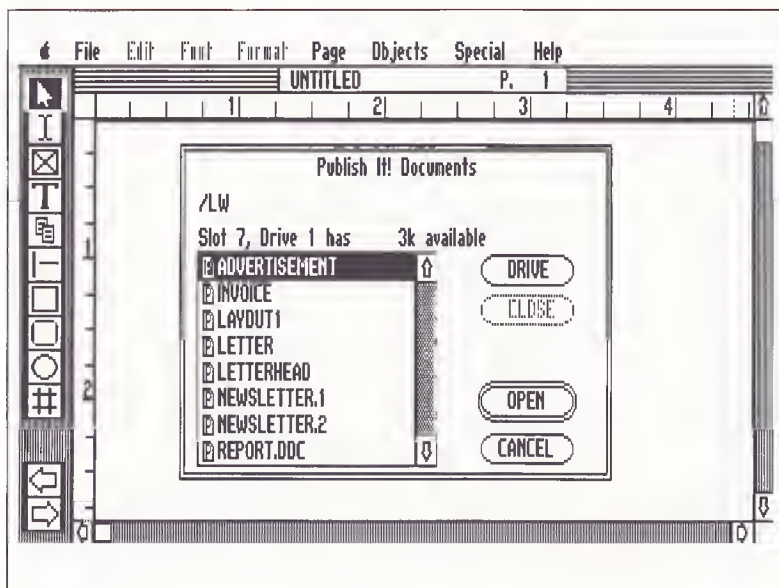 File Edit Font Format Page Objects Special Help
UNTITLED P. 1
1 2 3 4
Publish It! Documents
/LW
Slot 7, Drive 1 has 3k available
ADVERTISEMENT
INVOICE
LAYOUT1
LETTER
LETTERHEAD
NEWSLETTER.1
NEWSLETTER.2
REPORT.DOC
DRIVE
CLOSE
OPEN
CANCEL
T
1
2